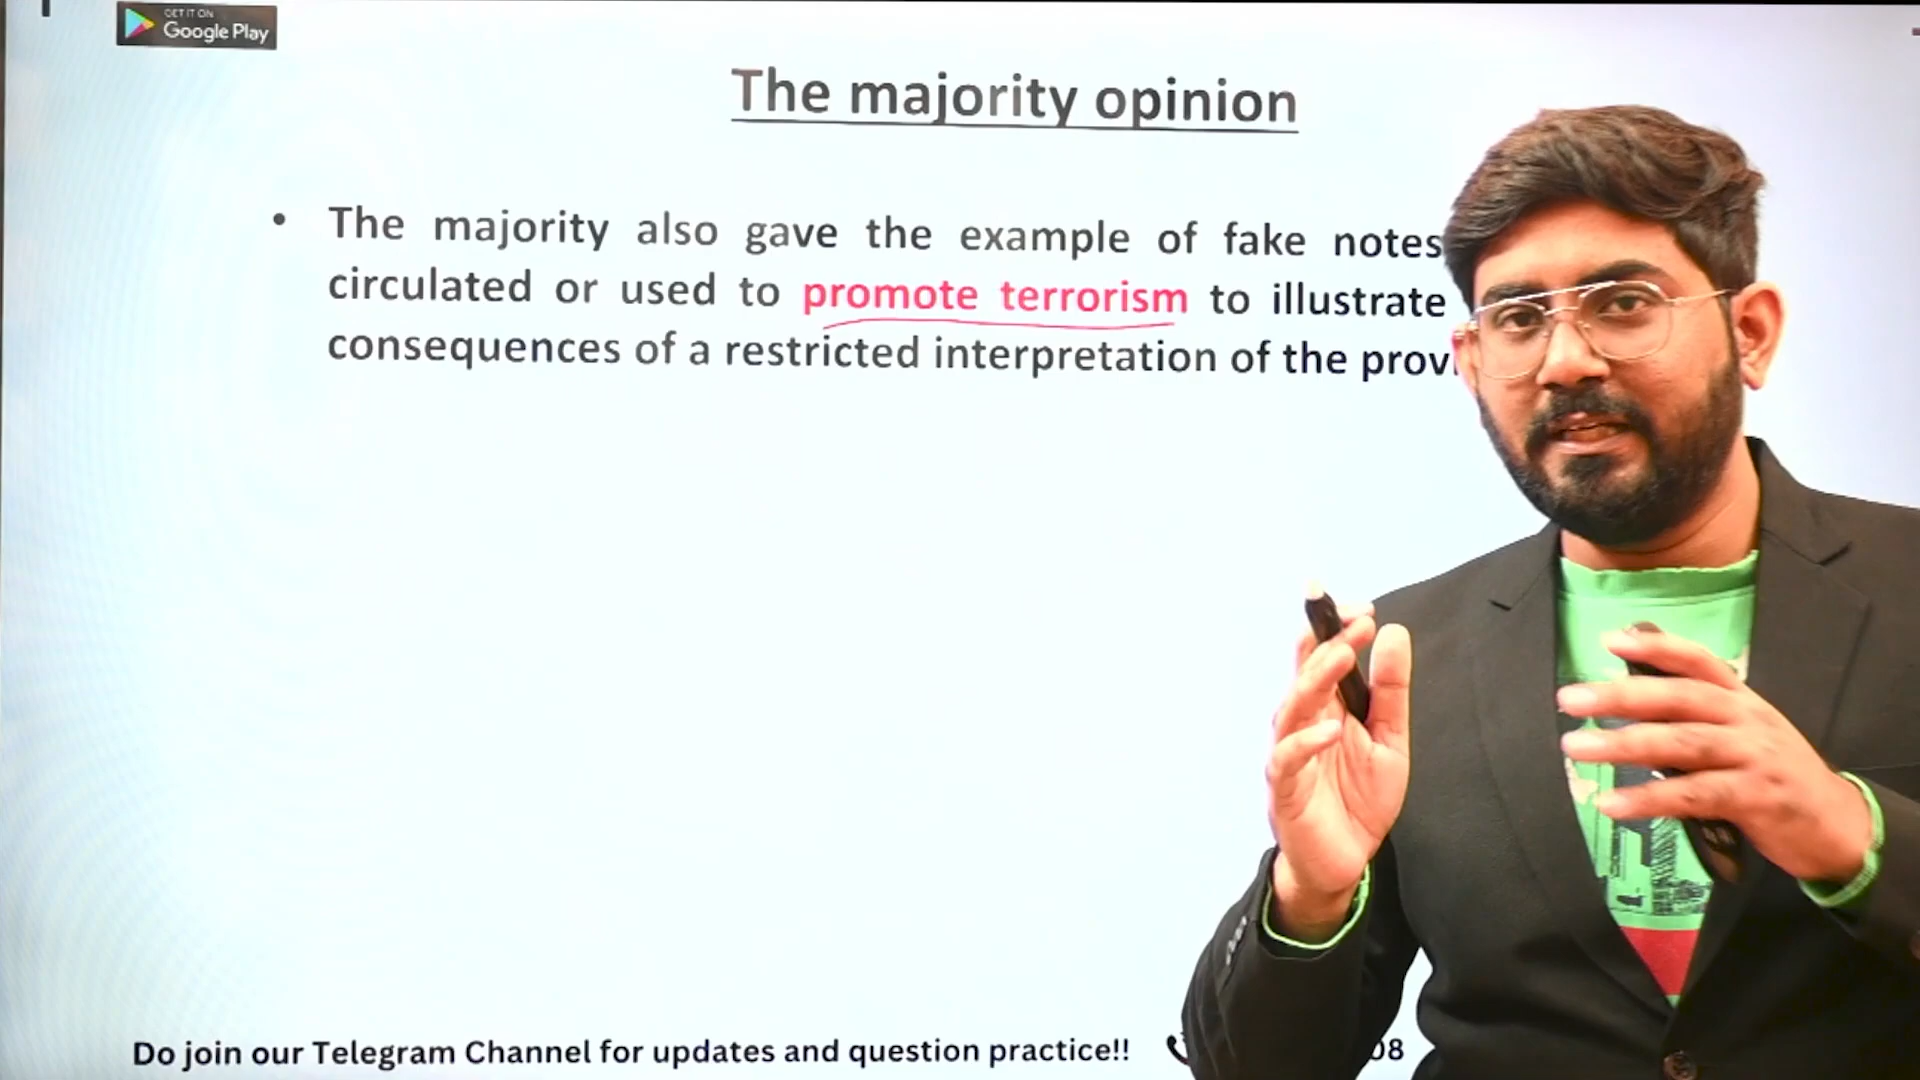 GET IT ON
Google Play
The majority opinion
• The majority also gave the example of fake notes
circulated or used to promote terrorism to illustrate
consequences of a restricted interpretation of the
Do join our Telegram Channel for updates and question practice!!
08